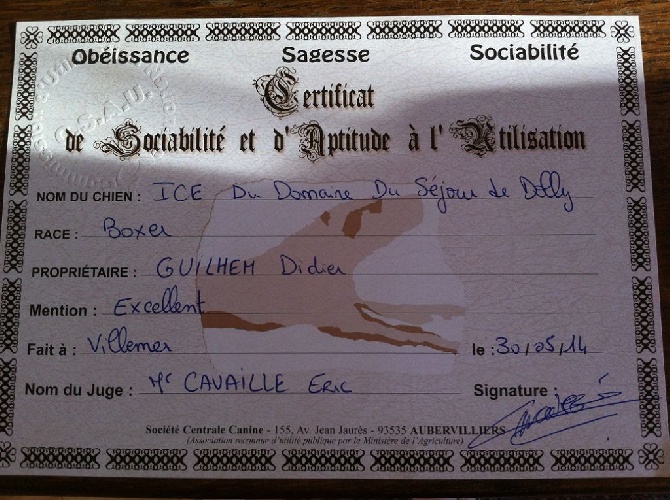 Obéissance Sagesse Sociabilité
Certificat
de Sociabilité et d'Aptitude à l'Utilisation
NOM DU CHIEN : ICE Du Domaine Du Séjour de Dolly
RACE : Boxer
PROPRIÉTAIRE : GUILHEM Didier
Mention : Excellent
Fait à : Villemer le : 30/05/14
Nom du Juge : Mr CAVAILLE ERIC Signature :
Société Centrale Canine - 155, Av. Jean Jaurès - 93535 AUBERVILLIERS
(Association reconnue d'utilité publique par le Ministère de l'Agriculture)